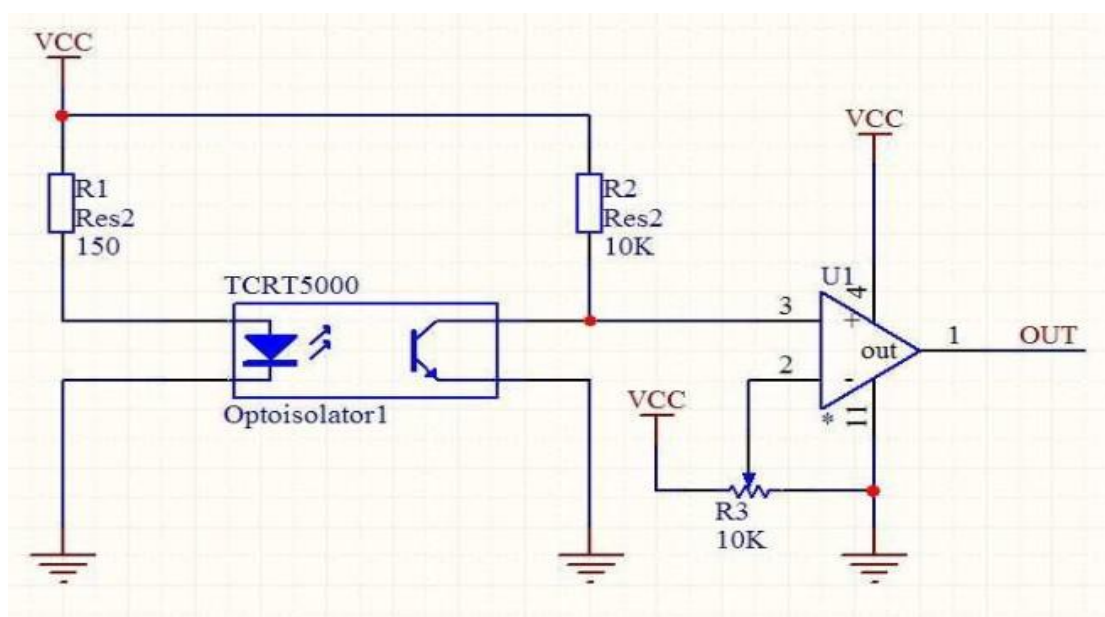 VCC
VCC
R1
Res2
150
R2
Res2
10K
TCRT5000
Optoisolator1
U1
4
3
+
out
1
OUT
2
-
*
11
VCC
R3
10K